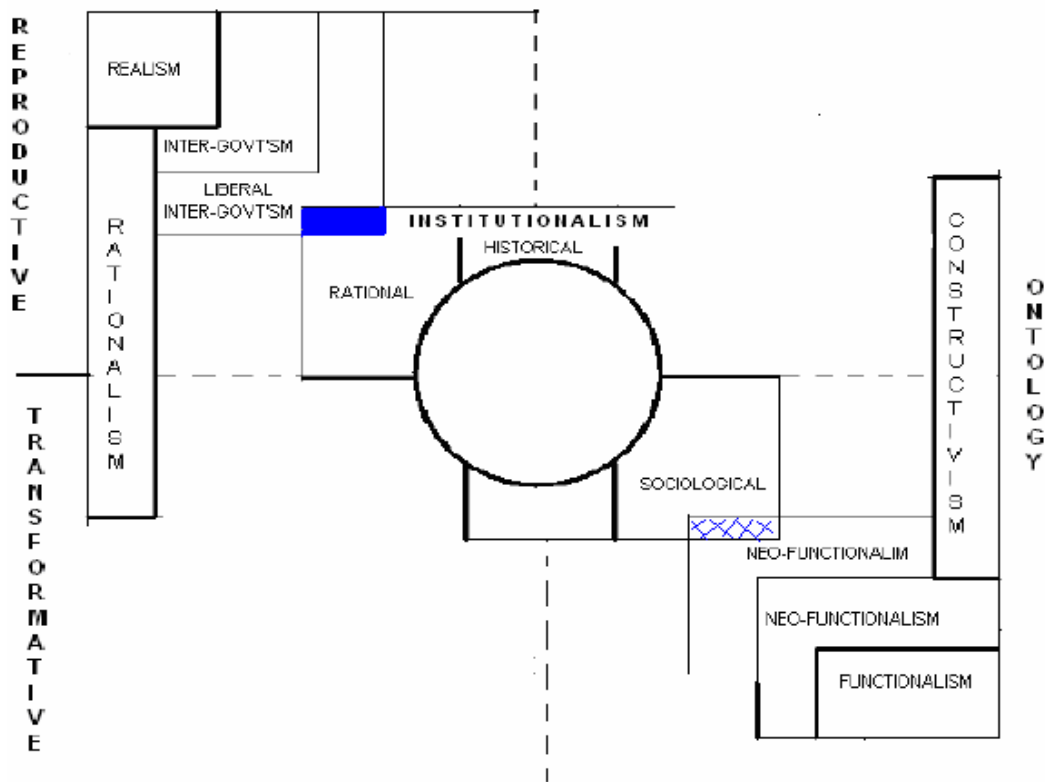 REPRODUCTIVE
TRANSFORMATIVE
REALISM
INTER-GOVT'SM
LIBERAL
INTER-GOVT'SM
RATIONALISM
INSTITUTIONALISM
HISTORICAL
RATIONAL
SOCIOLOGICAL
NEO-FUNCTIONALIM
NEO-FUNCTIONALISM
FUNCTIONALISM
CONSTRUCTIVISM
ONTOLOGY